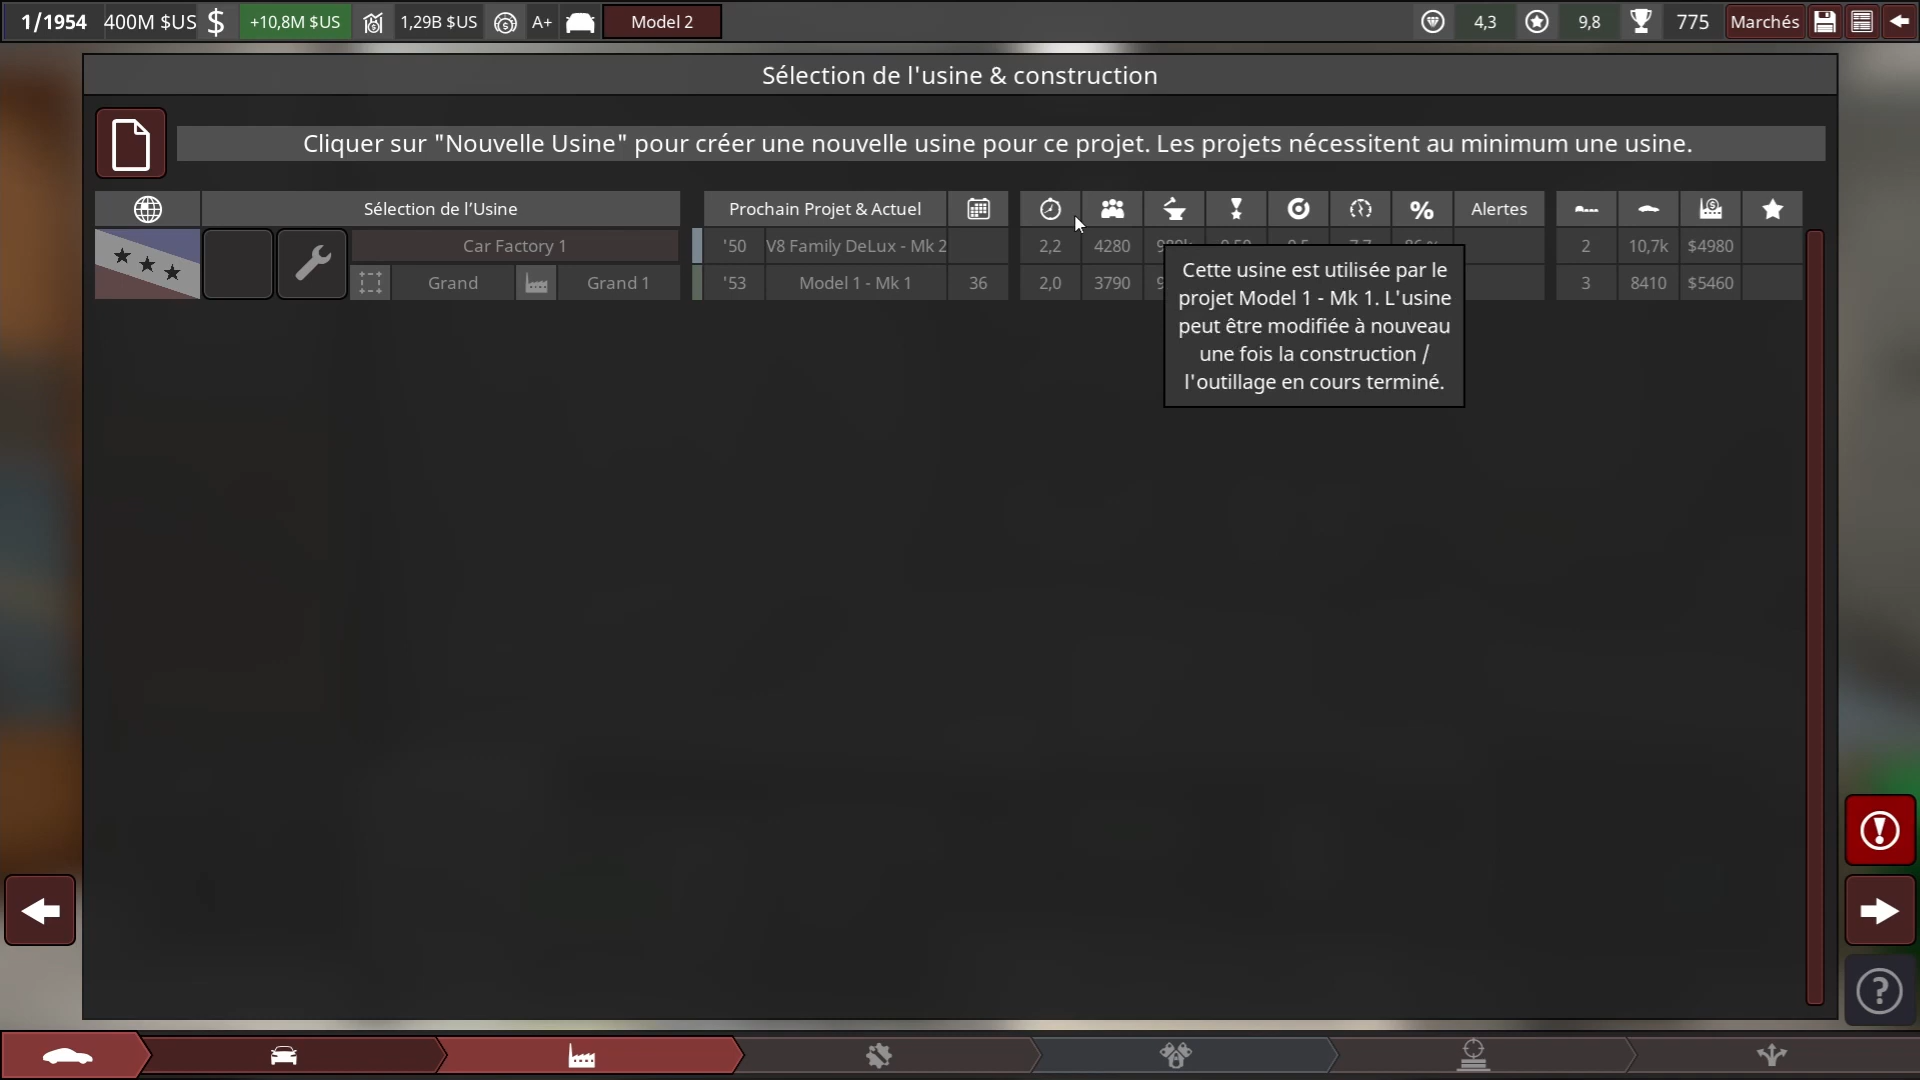 1/1954 400M $US +10,8M $US 1,29B $US A+ Model 2 4,3 9,8 775 Marchés
Sélection de l'usine & construction
Cliquer sur "Nouvelle Usine" pour créer une nouvelle usine pour ce projet. Les projets nécessitent au minimum une usine.
Sélection de l’Usine Prochain Projet & Actuel % Alertes
Car Factory 1 '50 V8 Family DeLux - Mk 2 2,2 4280 2 10,7k $4980
Grand Grand 1 '53 Model 1 - Mk 1 36 2,0 3790 3 8410 $5460
Cette usine est utilisée par le
projet Model 1 - Mk 1. L'usine
peut être modifiée à nouveau
une fois la construction /
l'outillage en cours terminé.